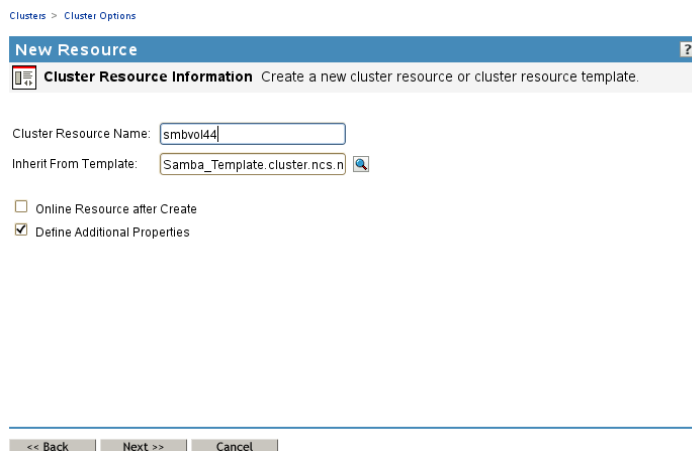 Clusters > Cluster Options
New Resource ?
Cluster Resource Information Create a new cluster resource or cluster resource template.
Cluster Resource Name: smbvol44
Inherit From Template: Samba_Template.cluster.ncs.n
Online Resource after Create
Define Additional Properties
<< Back Next >> Cancel